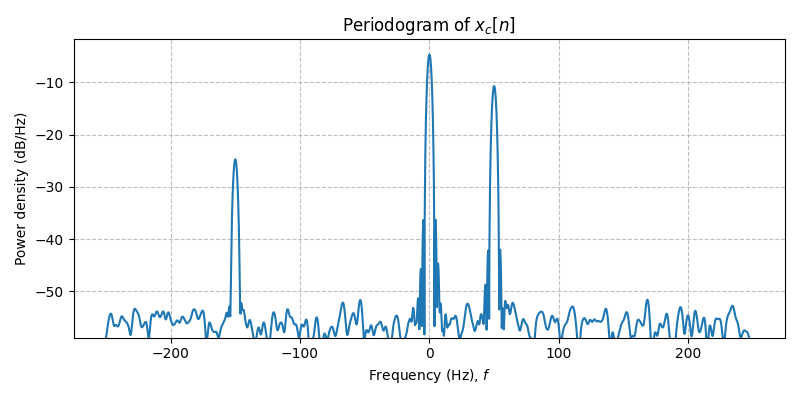 Periodogram of x_c[n]
Power density (dB/Hz)
−10
−20
−30
−40
−50
−200 −100 0 100 200
Frequency (Hz), f